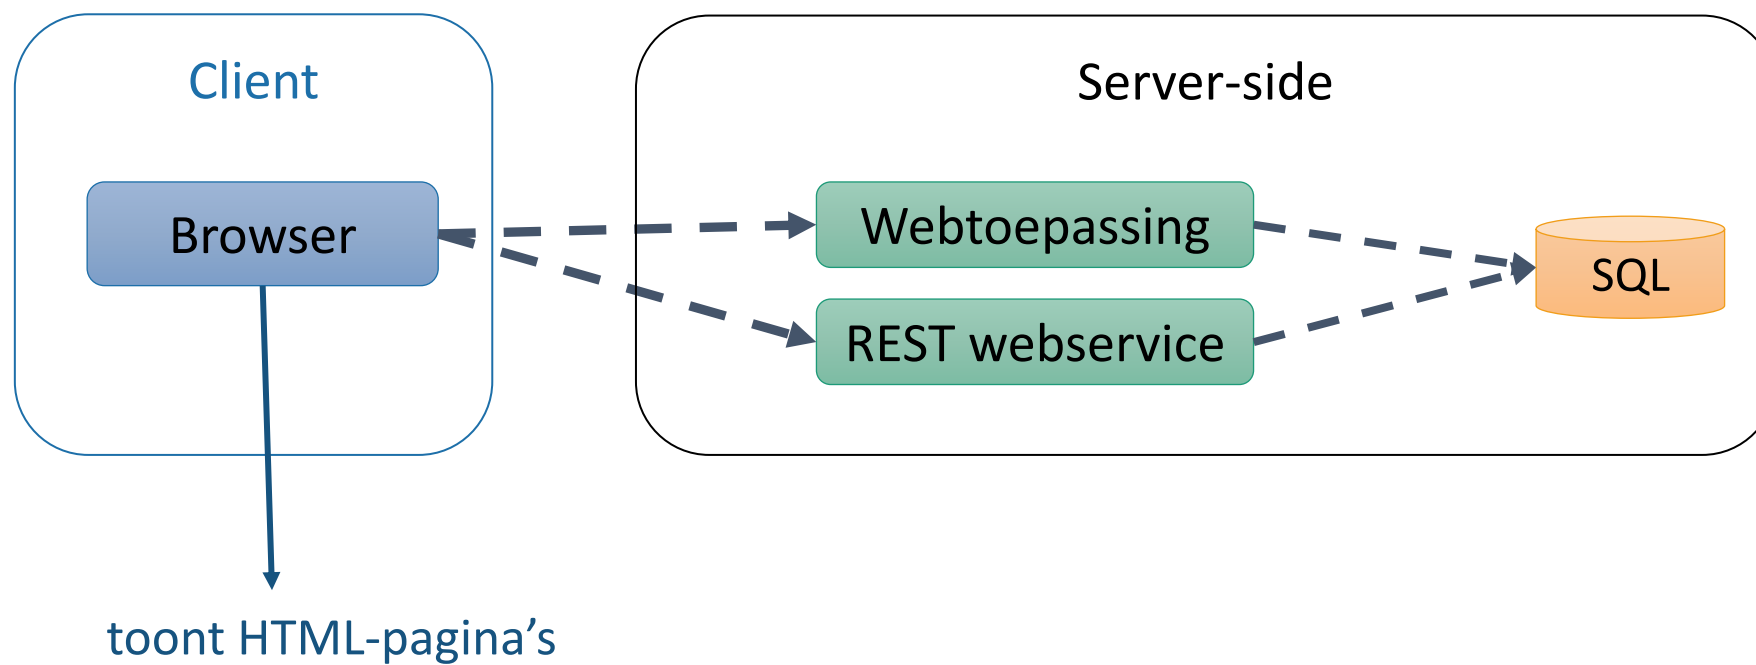 Client
Server-side
Browser
Webtoepassing
SQL
REST webservice
toont HTML-pagina’s